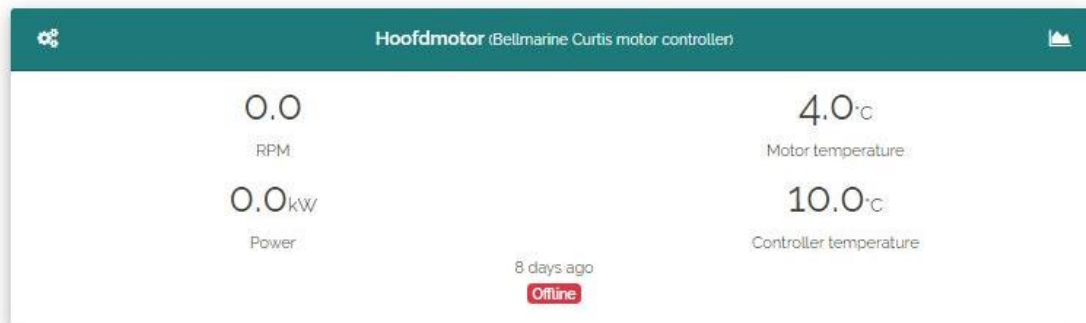 Hoofdmotor (Bellmarine Curtis motor controller)
0.0
RPM
4.0°C
Motor temperature
0.0kW
Power
10.0°C
Controller temperature
8 days ago
Offline